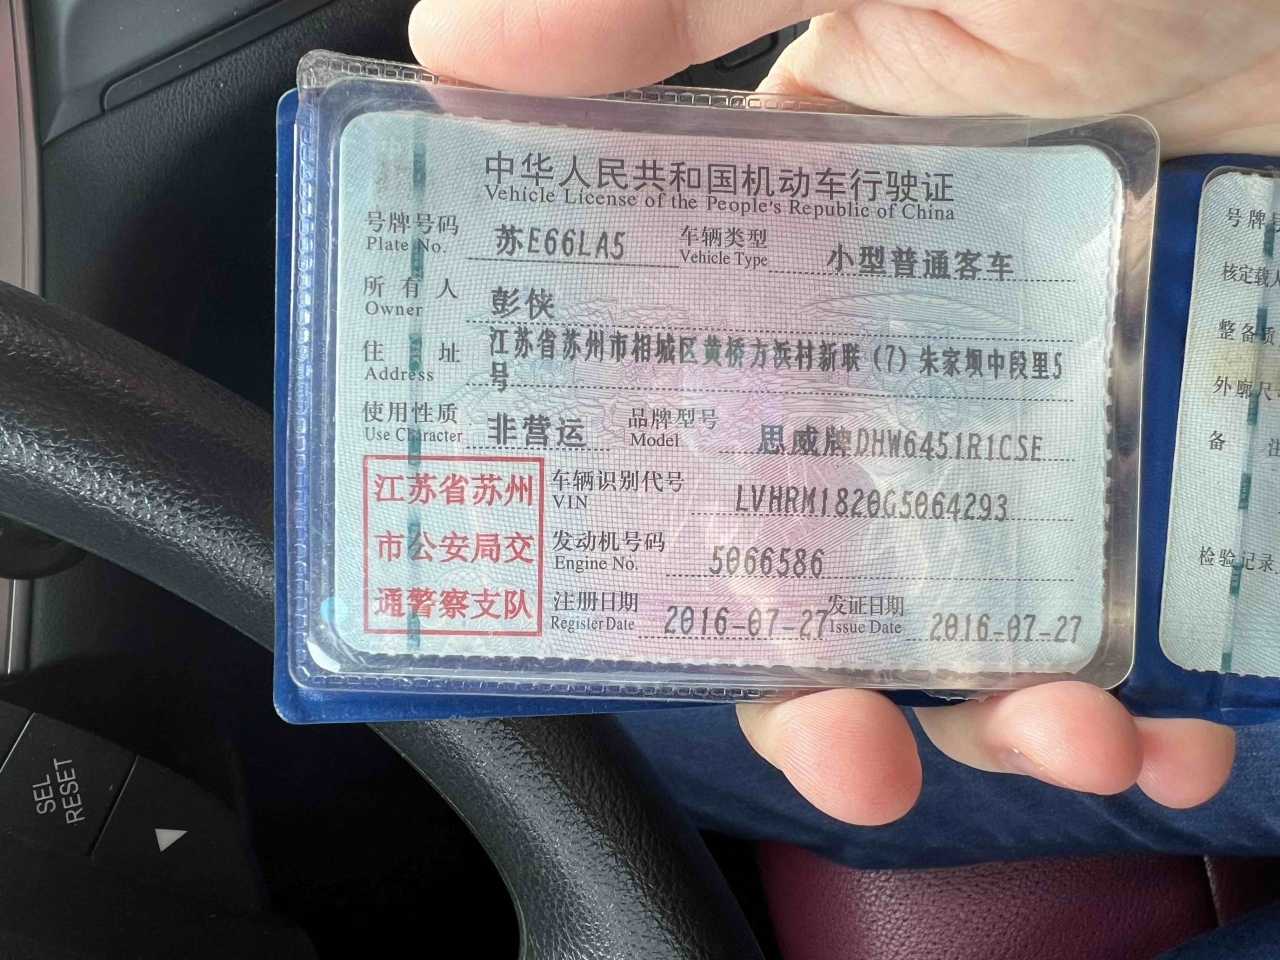 中华人民共和国机动车行驶证
Vehicle License of the People's Republic of China
号牌号码 苏E66LA5 车辆类型 小型普通客车
Plate No. Vehicle Type
所有人 彭侠
Owner
住址 江苏省苏州市相城区黄桥方浜村新联（7）朱家坝中段里5
号
Address
使用性质 非营运 品牌型号 思威牌DHW6451R1CSE
Use Character Model
江苏省苏州
市公安局交
通警察支队
车辆识别代号 LVHRM1820G5064293
VIN
发动机号码 5066586
Engine No.
注册日期 2016-07-27 发证日期 2016-07-27
Register Date Issue Date
号牌
核定载人
整备质
外廓尺
备注
检验记录
SEL
RESET